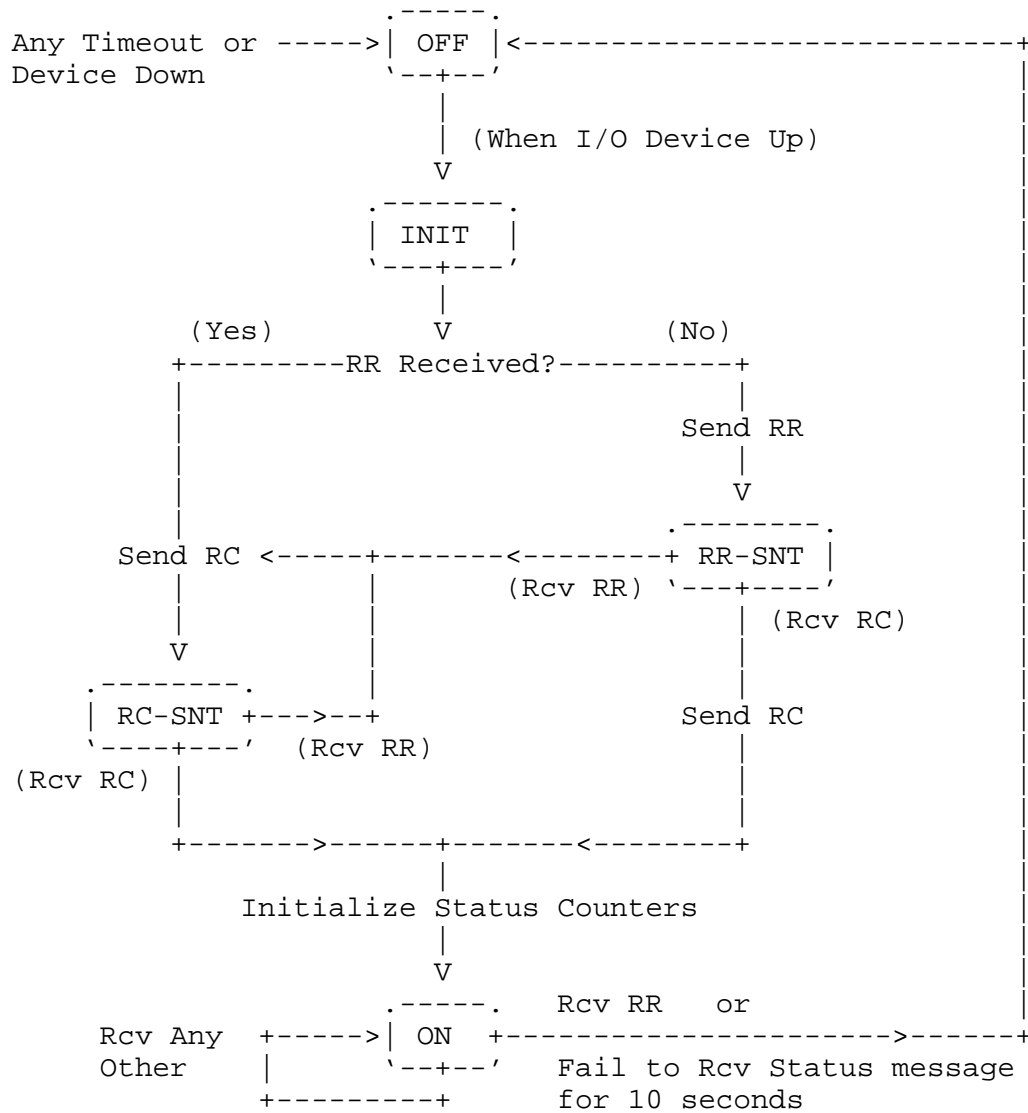 OFF
Any Timeout or
Device Down
(When I/O Device Up)
INIT
(Yes)
(No)
RR Received?
Send RR
Send RC
RR-SNT
(Rcv RR)
(Rcv RC)
RC-SNT
Send RC
(Rcv RR)
(Rcv RC)
Initialize Status Counters
Rcv RR or
Rcv Any
Other
ON
Fail to Rcv Status message
for 10 seconds